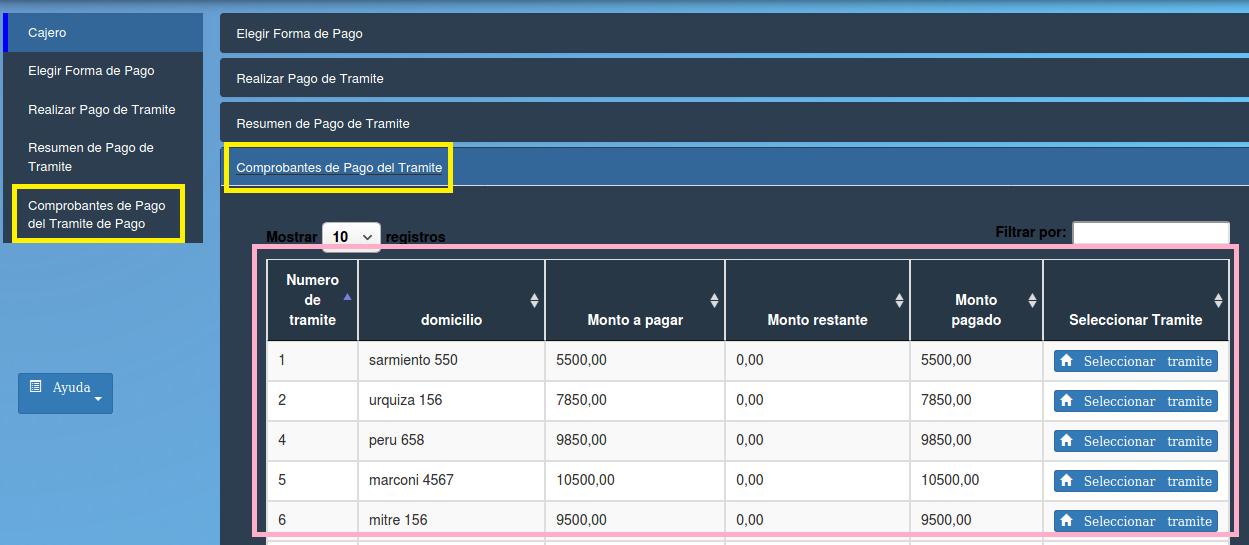 Cajero
Elegir Forma de Pago
Realizar Pago de Tramite
Resumen de Pago de
Tramite
Comprobantes de Pago
del Tramite de Pago
Ayuda
Elegir Forma de Pago
Realizar Pago de Tramite
Resumen de Pago de Tramite
Comprobantes de Pago del Tramite
Mostrar 10 registros
Filtrar por:
Numero de tramite domicilio Monto a pagar Monto restante Monto pagado Seleccionar Tramite
1 sarmiento 550 5500,00 0,00 5500,00 Seleccionar tramite
2 urquiza 156 7850,00 0,00 7850,00 Seleccionar tramite
4 peru 658 9850,00 0,00 9850,00 Seleccionar tramite
5 marconi 4567 10500,00 0,00 10500,00 Seleccionar tramite
6 mitre 156 9500,00 0,00 9500,00 Seleccionar tramite